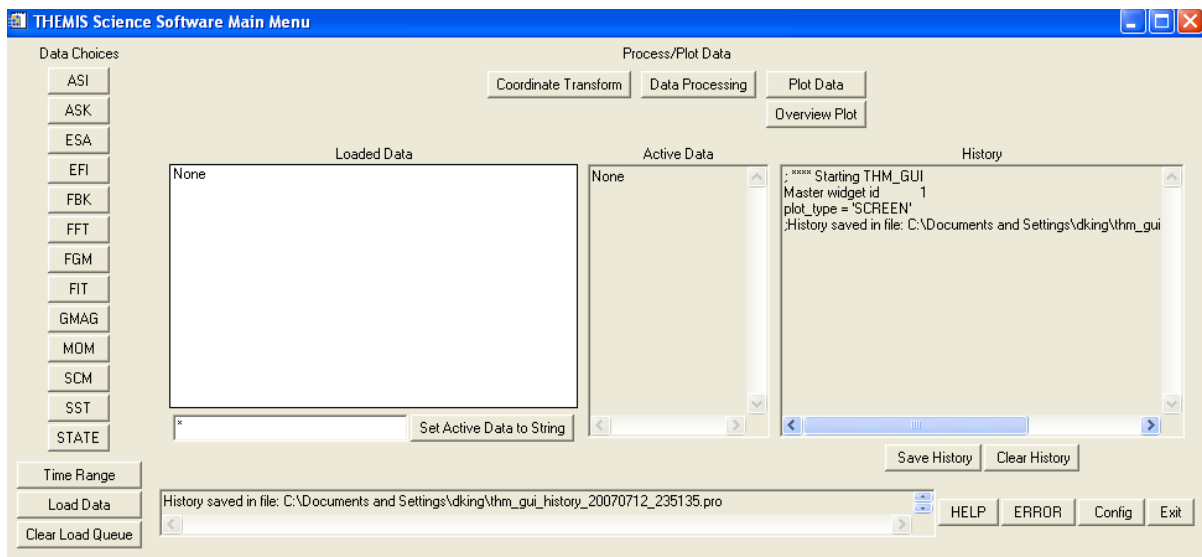 THEMIS Science Software Main Menu
Data Choices
Process/Plot Data
ASI
ASK
ESA
EFI
FBK
FFT
FGM
FIT
GMAG
MOM
SCM
SST
STATE
Coordinate Transform
Data Processing
Plot Data
Overview Plot
Loaded Data
None
*
Set Active Data to String
Active Data
None
History
; **** Starting THM_GUI
Master widget id 1
plot_type = 'SCREEN'
;History saved in file: C:\Documents and Settings\dking\thm_gui
Save History
Clear History
Time Range
Load Data
Clear Load Queue
History saved in file: C:\Documents and Settings\dking\thm_gui_history_20070712_235135.pro
HELP
ERROR
Config
Exit